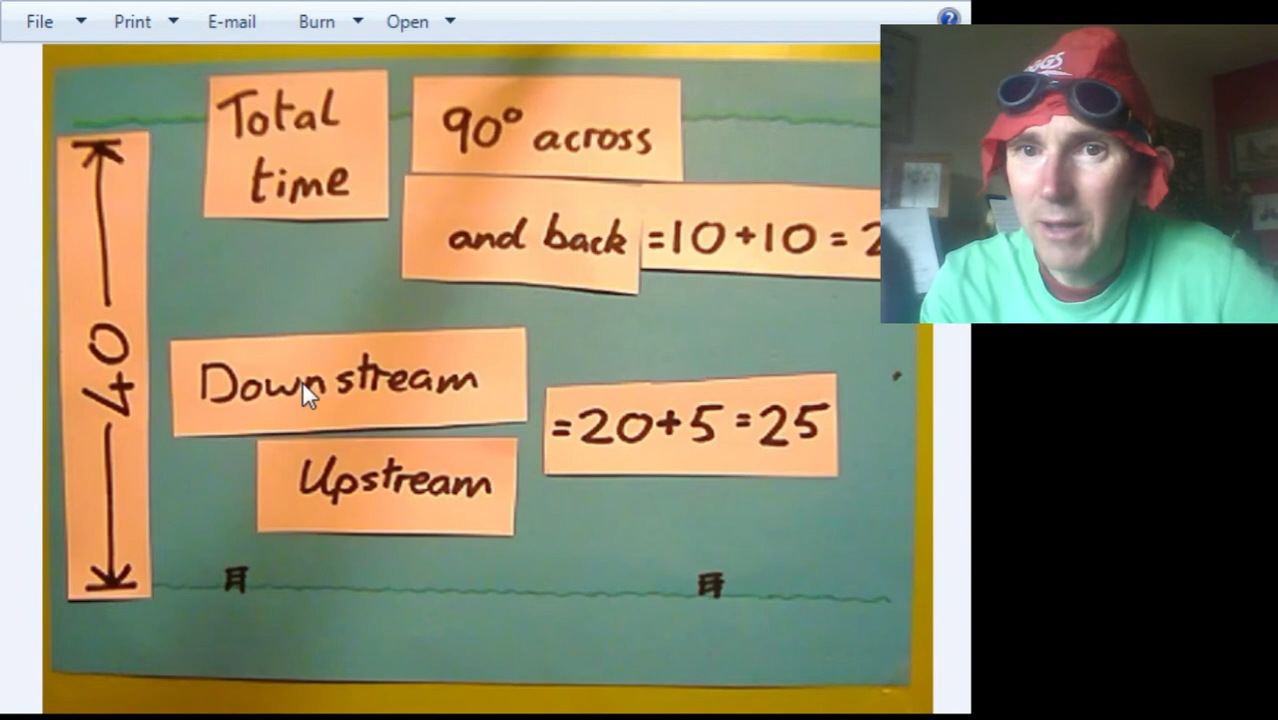 File Print E-mail Burn Open
Total
time
90° across
and back =10+10=2
40
Downstream
=20+5=25
Upstream